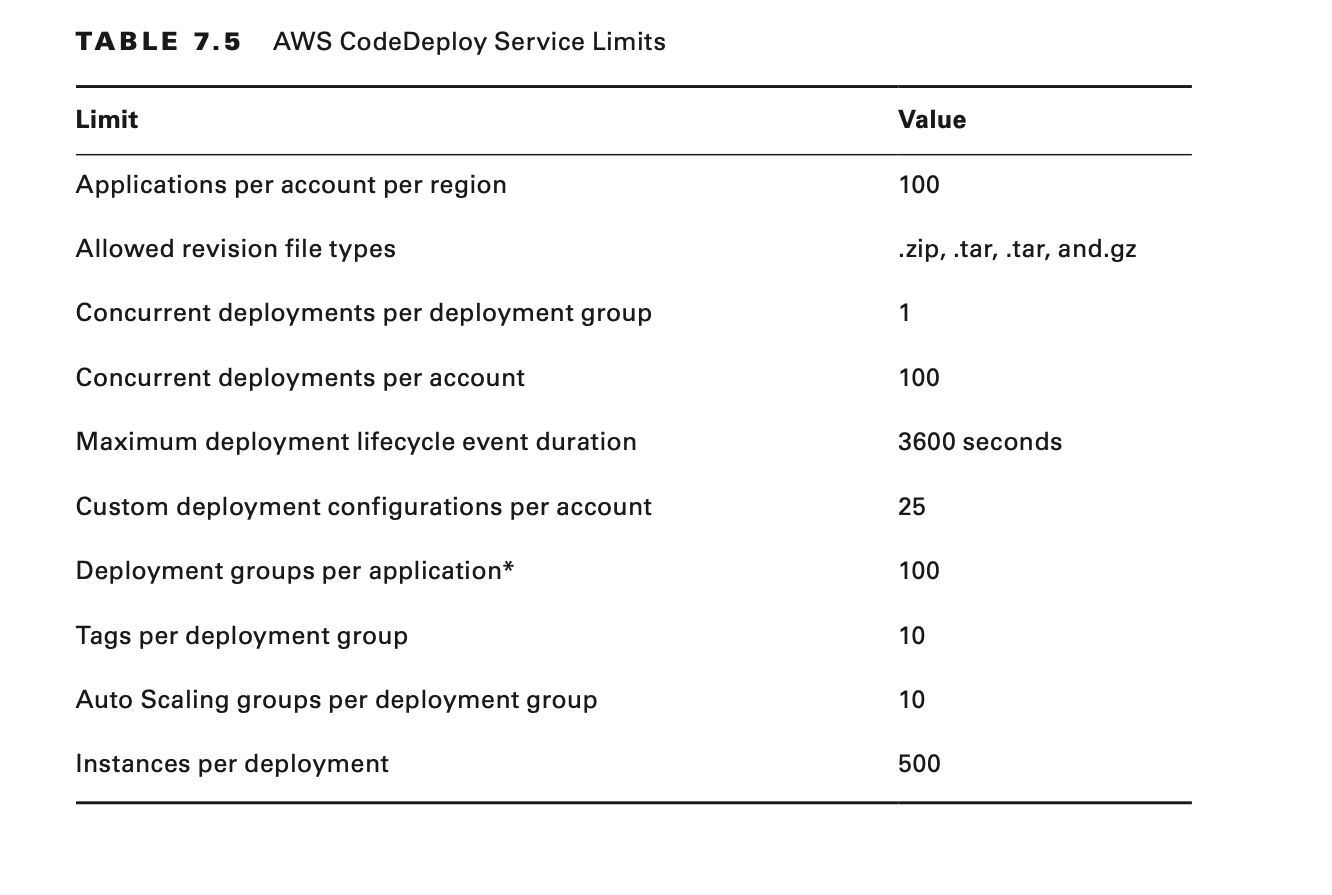 TABLE 7.5 AWS CodeDeploy Service Limits
Limit Value
Applications per account per region 100
Allowed revision file types .zip, .tar, .tar, and.gz
Concurrent deployments per deployment group 1
Concurrent deployments per account 100
Maximum deployment lifecycle event duration 3600 seconds
Custom deployment configurations per account 25
Deployment groups per application* 100
Tags per deployment group 10
Auto Scaling groups per deployment group 10
Instances per deployment 500